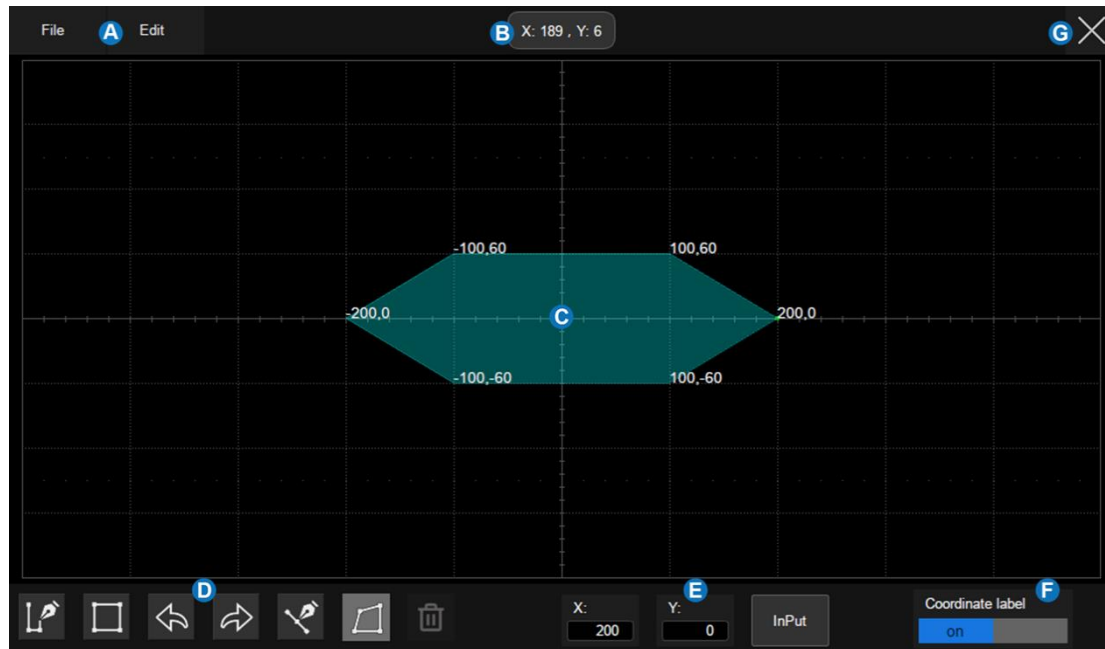 File A Edit B X: 189 , Y: 6 G
-100,60 100,60
-200,0 C 200,0
-100,-60 100,-60
D E F
X: Y: Coordinate label
200 0 InPut on